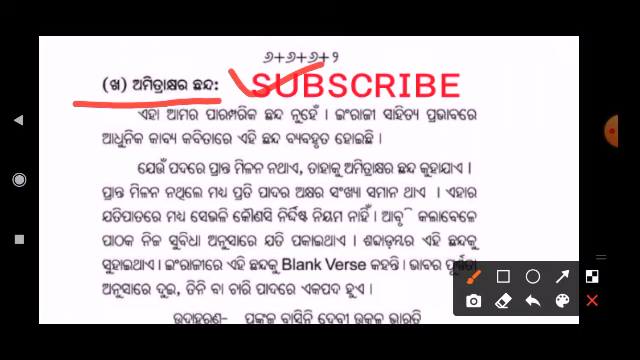 ୬+୬+୬+୨
(ଖ) ଅମିତ୍ରାକ୍ଷର ଛନ୍ଦ:
SUBSCRIBE
ଏହା ଆମର ପାରମ୍ପରିକ ଛନ୍ଦ ନୁହେଁ । ଇଂରାଜୀ ସାହିତ୍ୟ ପ୍ରଭାବରେ
ଆଧୁନିକ କାବ୍ୟ କବିତାରେ ଏହି ଛନ୍ଦ ବ୍ୟବହୃତ ହୋଇଛି ।
ଯେଉଁ ପଦରେ ପ୍ରାନ୍ତ ମିଳନ ନଥାଏ, ତାହାକୁ ଅମିତ୍ରାକ୍ଷର ଛନ୍ଦ କୁହାଯାଏ ।
ପ୍ରାନ୍ତ ମିଳନ ନଥିଲେ ମଧ୍ୟ ପ୍ରତି ପାଦର ଅକ୍ଷର ସଂଖ୍ୟା ସମାନ ଥାଏ । ଏହାର
ଯତିପାତରେ ମଧ୍ୟ ସେଭଳି କୌଣସି ନିର୍ଦ୍ଦିଷ୍ଟ ନିୟମ ନାହିଁ । ଆବୃତି କଲାବେଳେ
ପାଠକ ନିଜ ସୁବିଧା ଅନୁସାରେ ଯତି ପକାଇଥାଏ । ଶବ୍ଦାଡ଼ମ୍ବର ଏହି ଛନ୍ଦକୁ
ସୁହାଇଥାଏ । ଇଂରାଜୀରେ ଏହି ଛନ୍ଦକୁ Blank Verse କହନ୍ତି । ଭାବର ପୂର୍ଣ୍ଣତା
ଅନୁସାରେ ଦୁଇ, ତିନି ବା ଚାରି ପାଦରେ ଏକପଦ ହୁଏ ।
ଉଦାହରଣ- ପଙ୍କଜ ବାସିନି ଦେବୀ ଉତ୍କଳ ଭାରତି